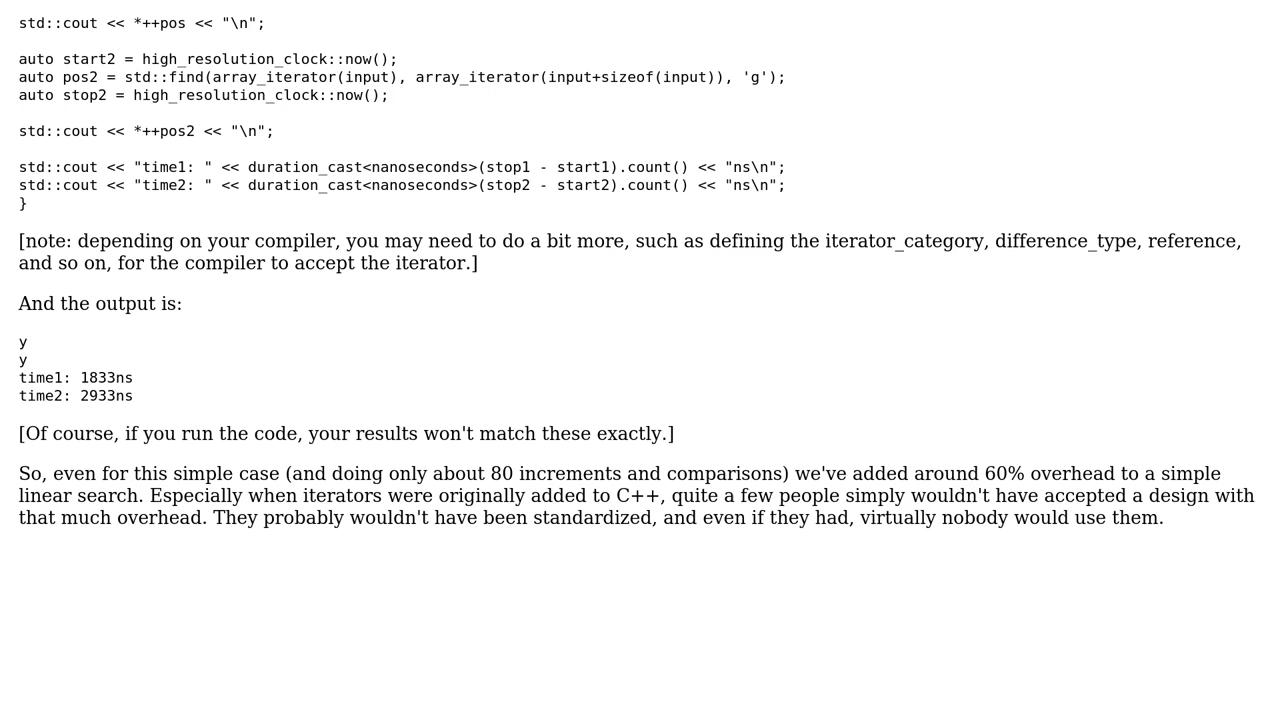 std::cout << *++pos << "\n";
auto start2 = high_resolution_clock::now();
auto pos2 = std::find(array_iterator(input), array_iterator(input+sizeof(input)), 'g');
auto stop2 = high_resolution_clock::now();
std::cout << *++pos2 << "\n";
std::cout << "time1: " << duration_cast<nanoseconds>(stop1 - start1).count() << "ns\n";
std::cout << "time2: " << duration_cast<nanoseconds>(stop2 - start2).count() << "ns\n";
}
[note: depending on your compiler, you may need to do a bit more, such as defining the iterator_category, difference_type, reference,
and so on, for the compiler to accept the iterator.]
And the output is:
y
y
time1: 1833ns
time2: 2933ns
[Of course, if you run the code, your results won't match these exactly.]
So, even for this simple case (and doing only about 80 increments and comparisons) we've added around 60% overhead to a simple
linear search. Especially when iterators were originally added to C++, quite a few people simply wouldn't have accepted a design with
that much overhead. They probably wouldn't have been standardized, and even if they had, virtually nobody would use them.